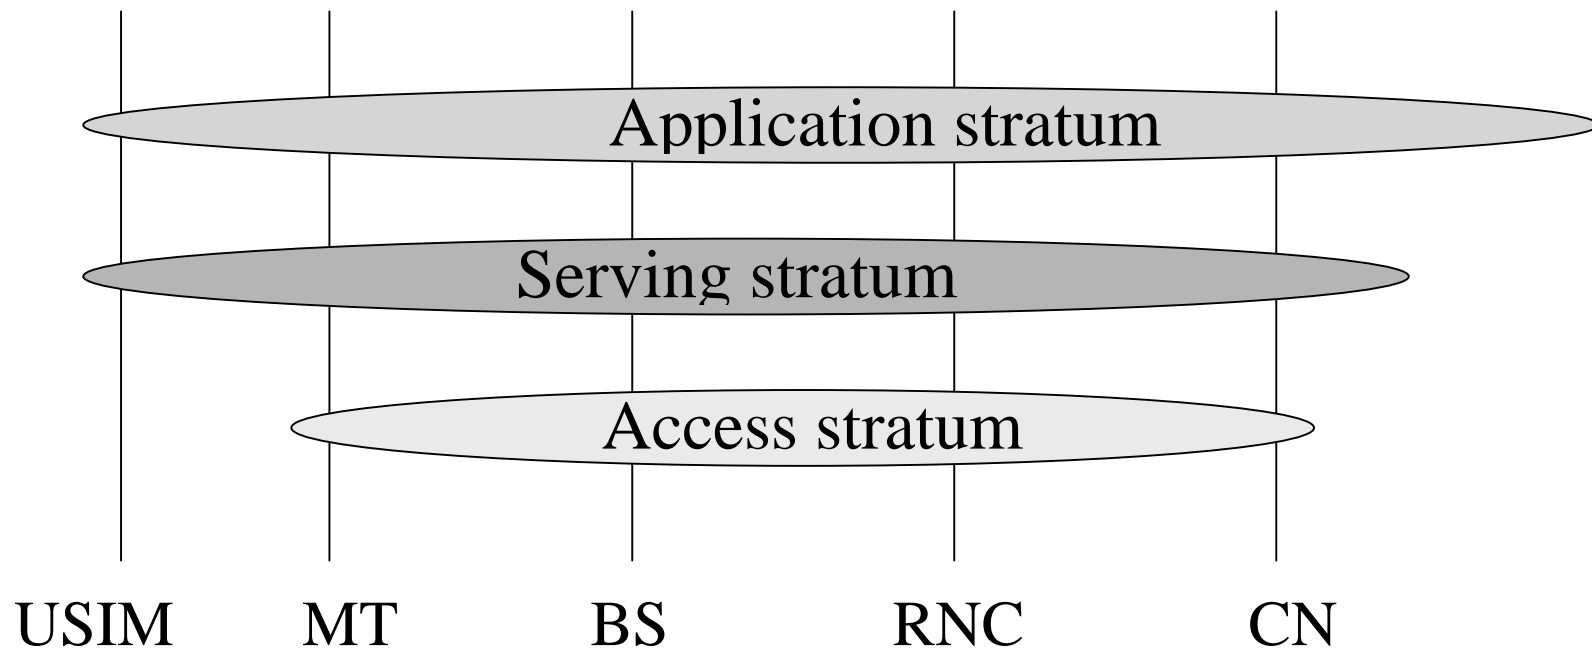 Application stratum
Serving stratum
Access stratum
USIM MT BS RNC CN